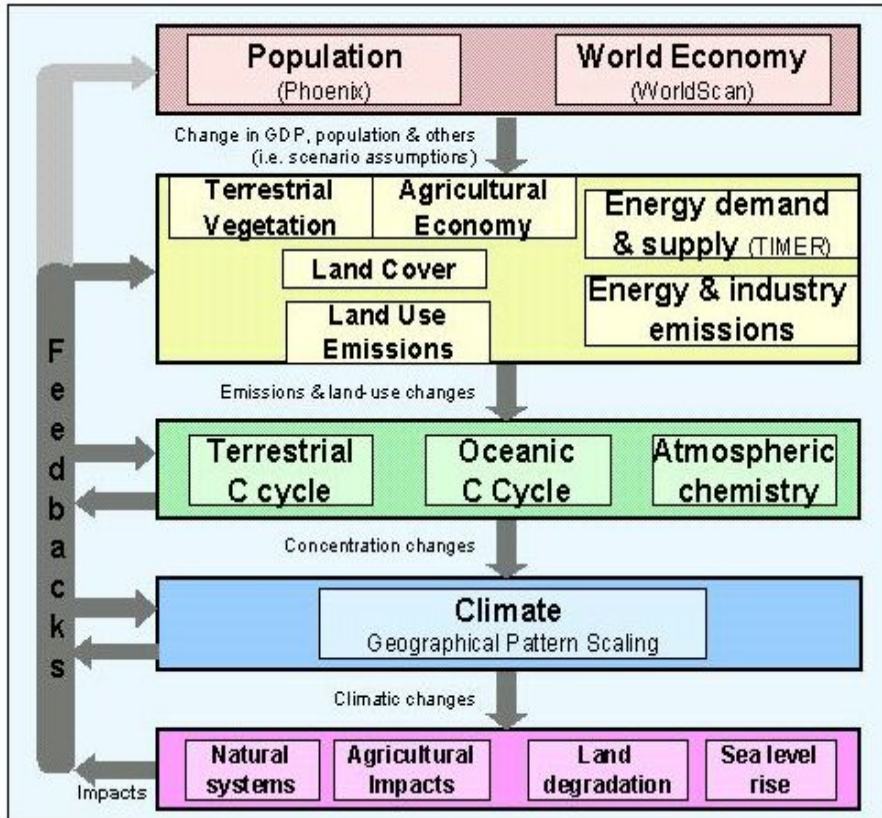 Population
(Phoenix)
World Economy
(WorldScan)
Change in GDP, population & others
(i.e. scenario assumptions)
Terrestrial
Vegetation
Agricultural
Economy
Energy demand
& supply (TIMER)
Land Cover
Energy & industry
emissions
Land Use
Emissions
Feedbacks
Emissions & land-use changes
Terrestrial
C cycle
Oceanic
C Cycle
Atmospheric
chemistry
Concentration changes
Climate
Geographical Pattern Scaling
Climatic changes
Natural
systems
Agricultural
Impacts
Land
degradation
Sea level
rise
Impacts